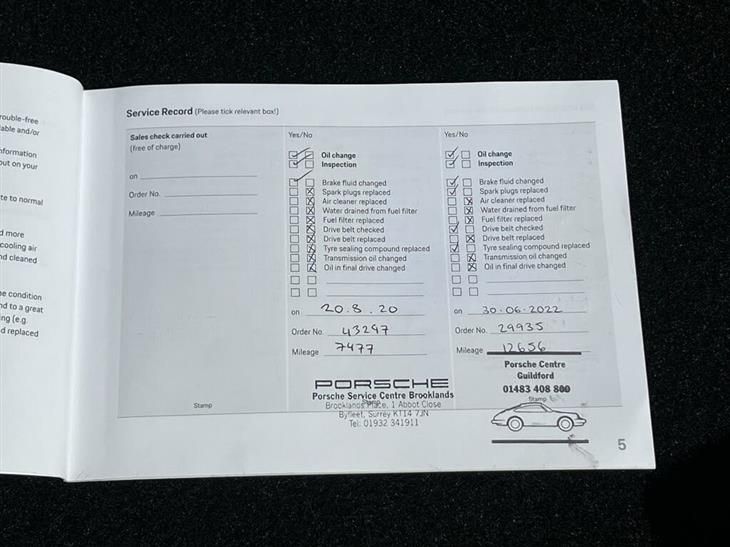 rouble-free
able and/or
nformation
out on your
te to normal
d more
cooling air
nd cleaned
ne condition
nd to a great
ing (e.g.
d replaced
Service Record (Please tick relevant box!)
Sales check carried out
(free of charge)
on
Order No.
Mileage
Stamp
Yes/No
Oil change
Inspection
Brake fluid changed
Spark plugs replaced
Air cleaner replaced
Water drained from fuel filter
Fuel filter replaced
Drive belt checked
Drive belt replaced
Tyre sealing compound replaced
Transmission oil changed
Oil in final drive changed
on 20.8.20
Order No. 43297
Mileage 7977
PORSCHE
Porsche Service Centre Brooklands
Stamp
Brooklands Place, 1 Abbot Close
Byfleet, Surrey KT14 7JN
Tel: 01932 341911
Yes/No
Oil change
Inspection
Brake fluid changed
Spark plugs replaced
Air cleaner replaced
Water drained from fuel filter
Fuel filter replaced
Drive belt checked
Drive belt replaced
Tyre sealing compound replaced
Transmission oil changed
Oil in final drive changed
on 30.06.2022
Order No. 29935
Mileage 12656
Porsche Centre
Guildford
01483 408 800
Stamp
5